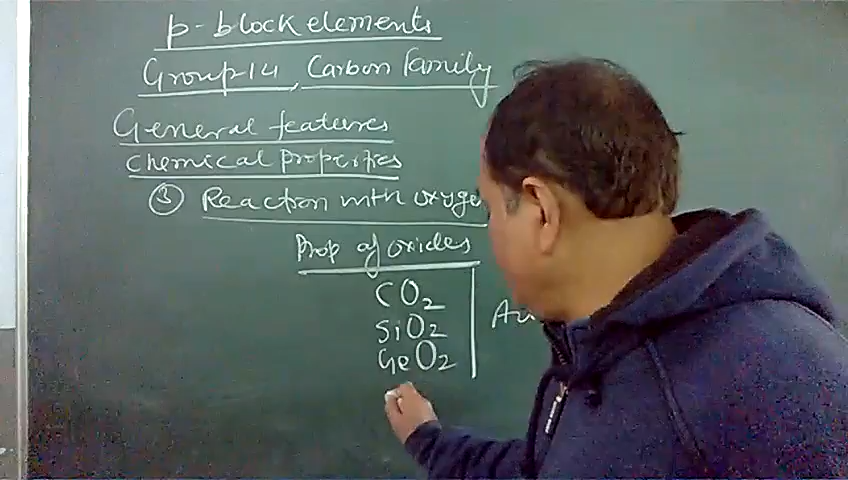 p-block elements
Group-14, Carbon family
General features
Chemical properties
③ Reaction with oxyge
Prop of oxides
CO2
SiO2
GeO2